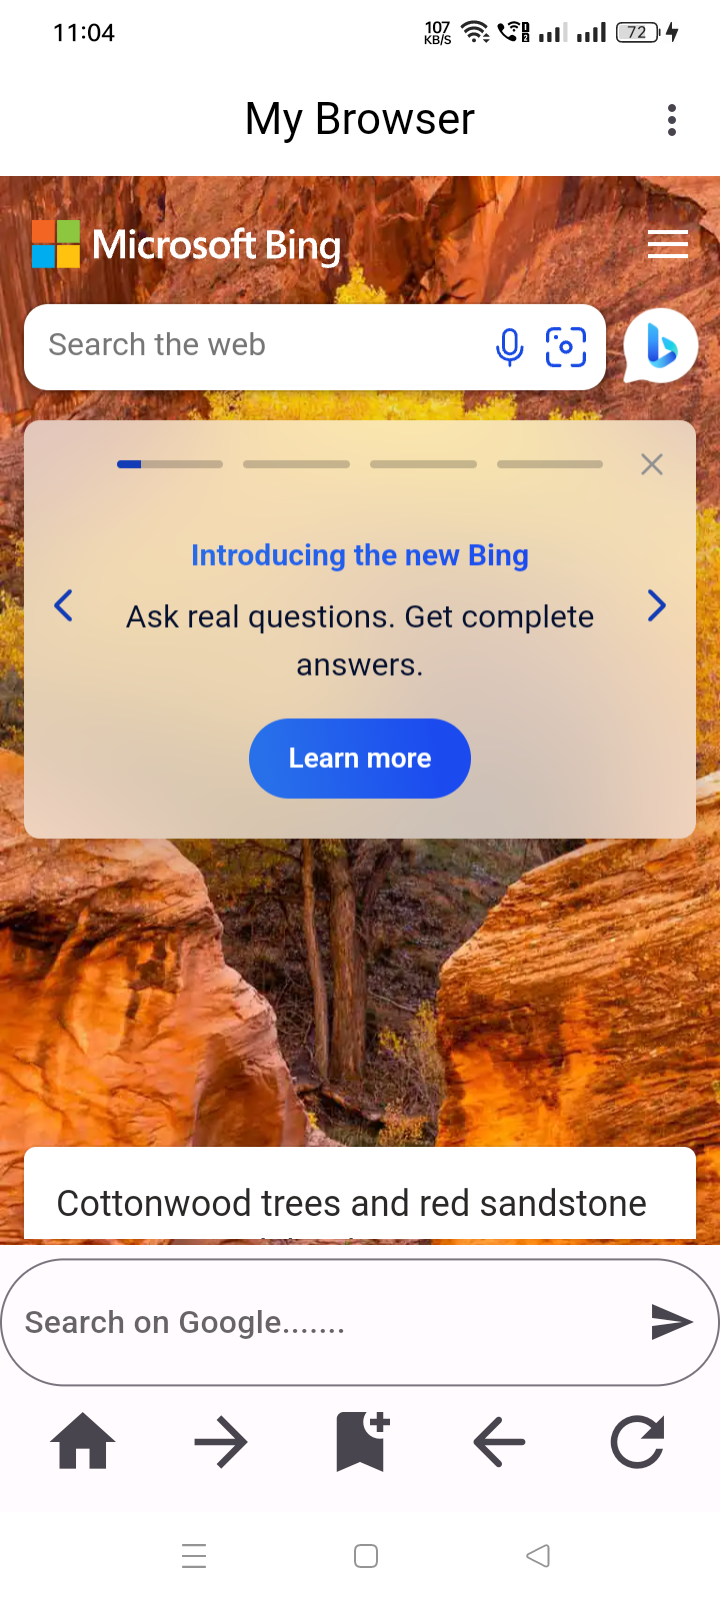 11:04
107
KB/S
72
My Browser
Microsoft Bing
Search the web
Introducing the new Bing
Ask real questions. Get complete
answers.
Learn more
Cottonwood trees and red sandstone
Search on Google.......